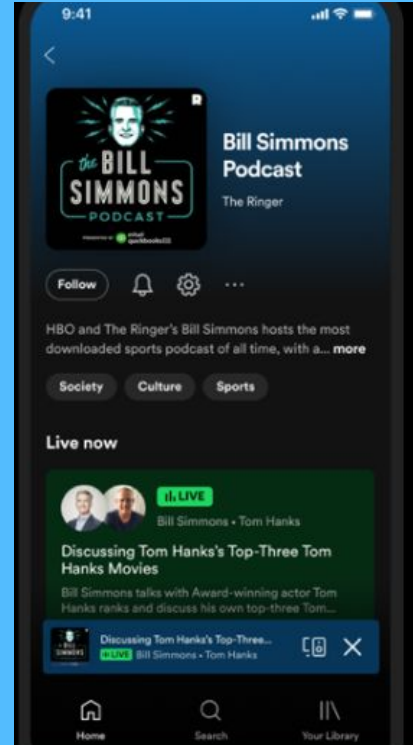 9:41
the
BILL
SIMMONS
PODCAST
PRESENTED BY intuit quickbooks
Bill Simmons
Podcast
The Ringer
Follow
HBO and The Ringer's Bill Simmons hosts the most
downloaded sports podcast of all time, with a... more
Society Culture Sports
Live now
LIVE
Bill Simmons • Tom Hanks
Discussing Tom Hanks's Top-Three Tom
Hanks Movies
Bill Simmons talks with Award-winning actor Tom
Hanks ranks and discuss his own top-three Tom...
Discussing Tom Hanks's Top-Three...
LIVE Bill Simmons • Tom Hanks
Home Search Your Library